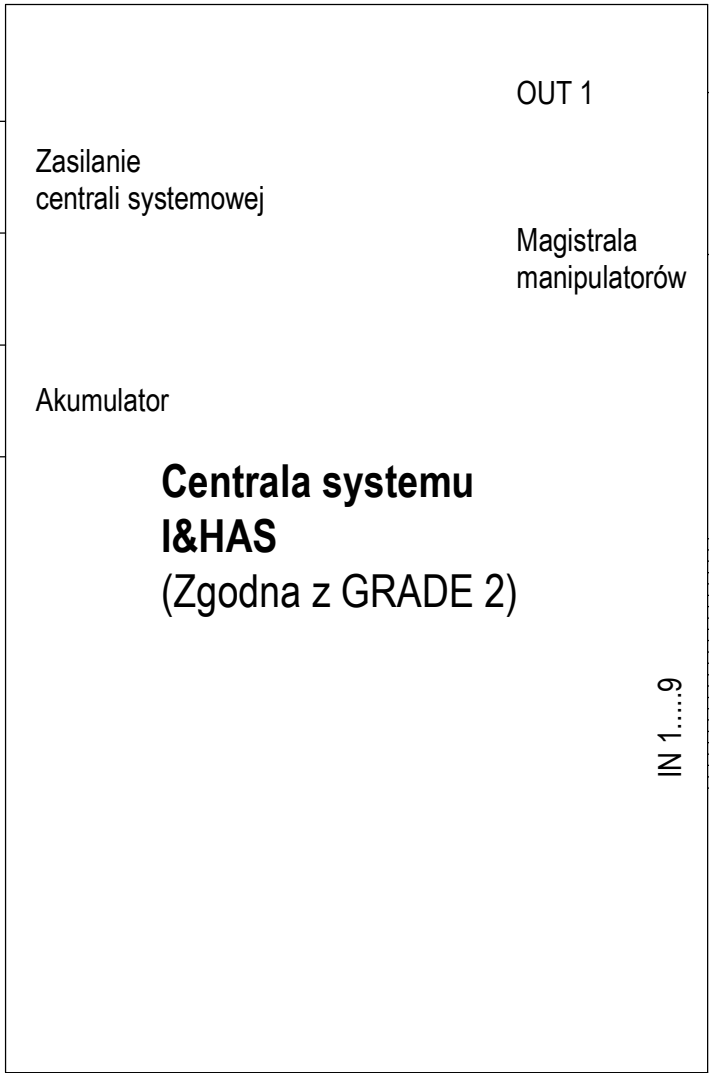 OUT 1
Zasilanie
centrali systemowej
Magistrala
manipulatorów
Akumulator
Centrala systemu
I&HAS
(Zgodna z GRADE 2)
IN 1.....9